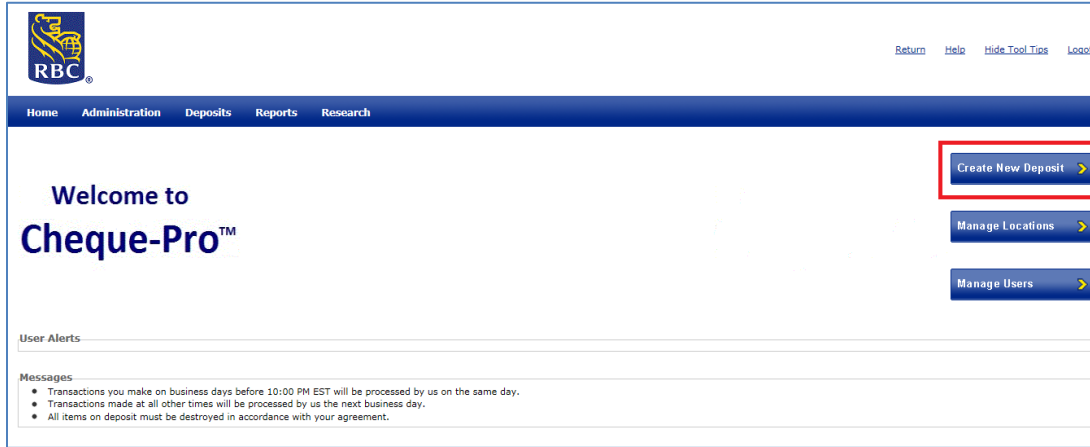 RBC®
Return Help Hide Tool Tips
Home Administration Deposits Reports Research
Create New Deposit
Welcome to
Cheque-Pro™
Manage Locations
Manage Users
User Alerts
Messages
Transactions you make on business days before 10:00 PM EST will be processed by us on the same day.
Transactions made at all other times will be processed by us the next business day.
All items on deposit must be destroyed in accordance with your agreement.